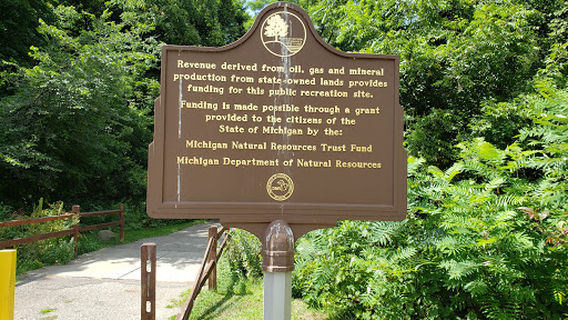 Revenue derived from oil, gas and mineral
production from state-owned lands provides
funding for this public recreation site.
Funding is made possible through a grant
provided to the citizens of the
State of Michigan by the:
Michigan Natural Resources Trust Fund
Michigan Department of Natural Resources